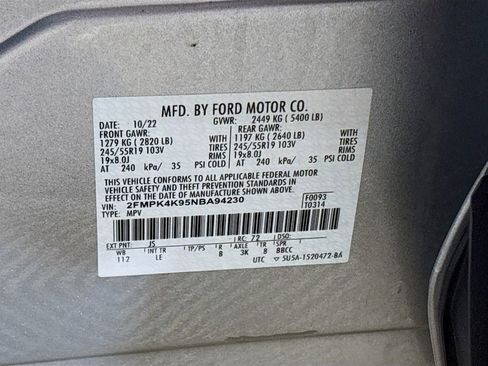 MFD. BY FORD MOTOR CO.
DATE: 10/22 GVWR: 2449 KG ( 5400 LB)
FRONT GAWR: REAR GAWR:
1279 KG ( 2820 LB) 1197 KG ( 2640 LB)
245/55R19 103V TIRES 245/55R19 103V TIRES
19x8.0J RIMS 19x8.0J RIMS
AT 240 kPa/ 35 PSI COLD AT 240 kPa/ 35 PSI COLD
THIS VEHICLE CONFORMS TO ALL APPLICABLE FEDERAL MOTOR
VEHICLE SAFETY AND THEFT PREVENTION STANDARDS IN
EFFECT ON THE DATE OF MANUFACTURE SHOWN ABOVE.
VIN: 2FMPK4K95NBA94230 F0093
TYPE: MPV T0314
EXT PNT: JS RC: 72 DSO:
WB INT TR TP/PS R AXLE TR SPR
112 LE B 3K 8 BBCC
UTC 5U5A-1520472-BA